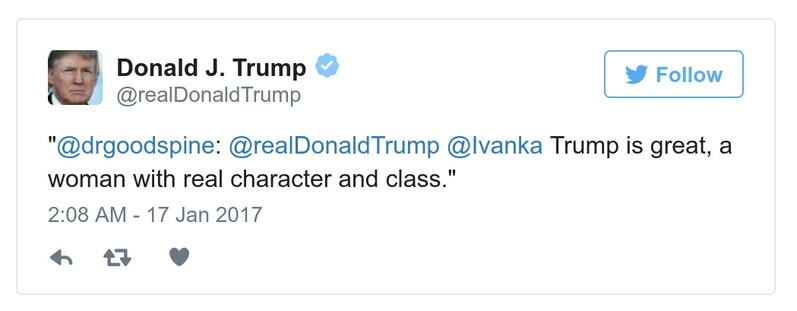 Donald J. Trump
Follow
@realDonaldTrump
"@drgoodspine: @realDonaldTrump @Ivanka Trump is great, a
woman with real character and class."
2:08 AM - 17 Jan 2017